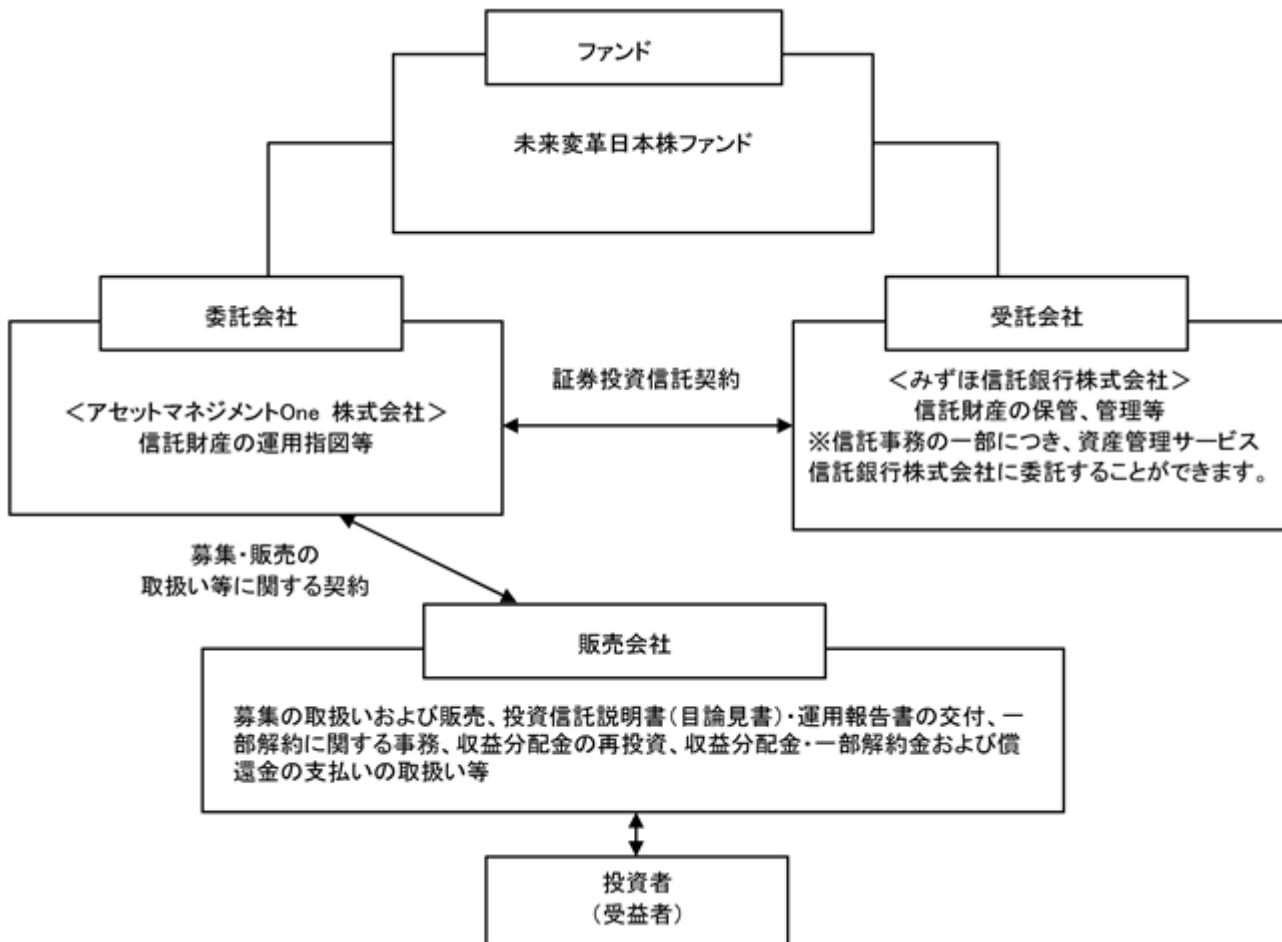 ファンド
未来変革日本株ファンド
委託会社
<アセットマネジメントOne 株式会社>
信託財産の運用指図等
証券投資信託契約
受託会社
<みずほ信託銀行株式会社>
信託財産の保管、管理等
※信託事務の一部につき、資産管理サービス
信託銀行株式会社に委託することができます。
募集・販売の
取扱い等に関する契約
販売会社
募集の取扱いおよび販売、投資信託説明書(目論見書)・運用報告書の交付、一
部解約に関する事務、収益分配金の再投資、収益分配金・一部解約金および償
還金の支払いの取扱い等
投資者
(受益者)